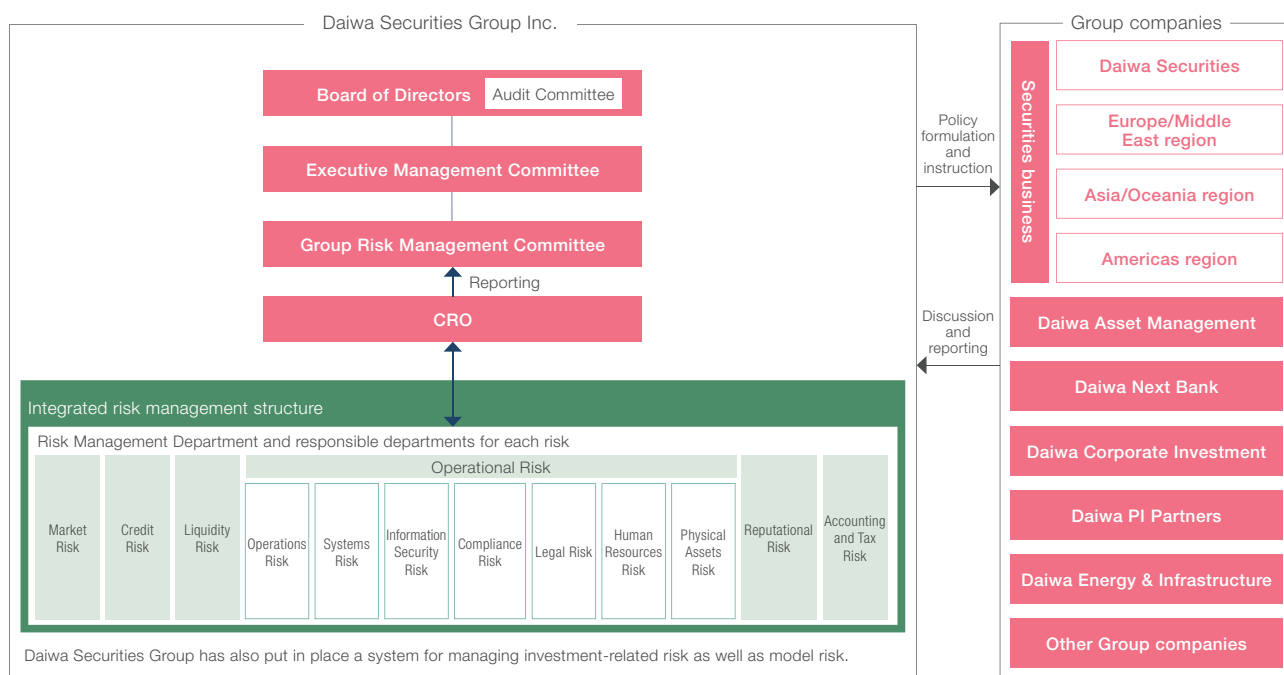 Daiwa Securities Group Inc.
Board of Directors
Audit Committee
Executive Management Committee
Group Risk Management Committee
Reporting
CRO
Integrated risk management structure
Risk Management Department and responsible departments for each risk
Market
Risk
Credit
Risk
Liquidity
Risk
Operational Risk
Operations
Risk
Systems
Risk
Information
Security
Risk
Compliance
Risk
Legal Risk
Human
Resources
Risk
Physical
Assets
Risk
Reputational
Risk
Accounting
and Tax
Risk
Daiwa Securities Group has also put in place a system for managing investment-related risk as well as model risk.
Policy
formulation
and
instruction
Discussion
and
reporting
Group companies
Securities business
Daiwa Securities
Europe/Middle
East region
Asia/Oceania region
Americas region
Daiwa Asset Management
Daiwa Next Bank
Daiwa Corporate Investment
Daiwa PI Partners
Daiwa Energy & Infrastructure
Other Group companies